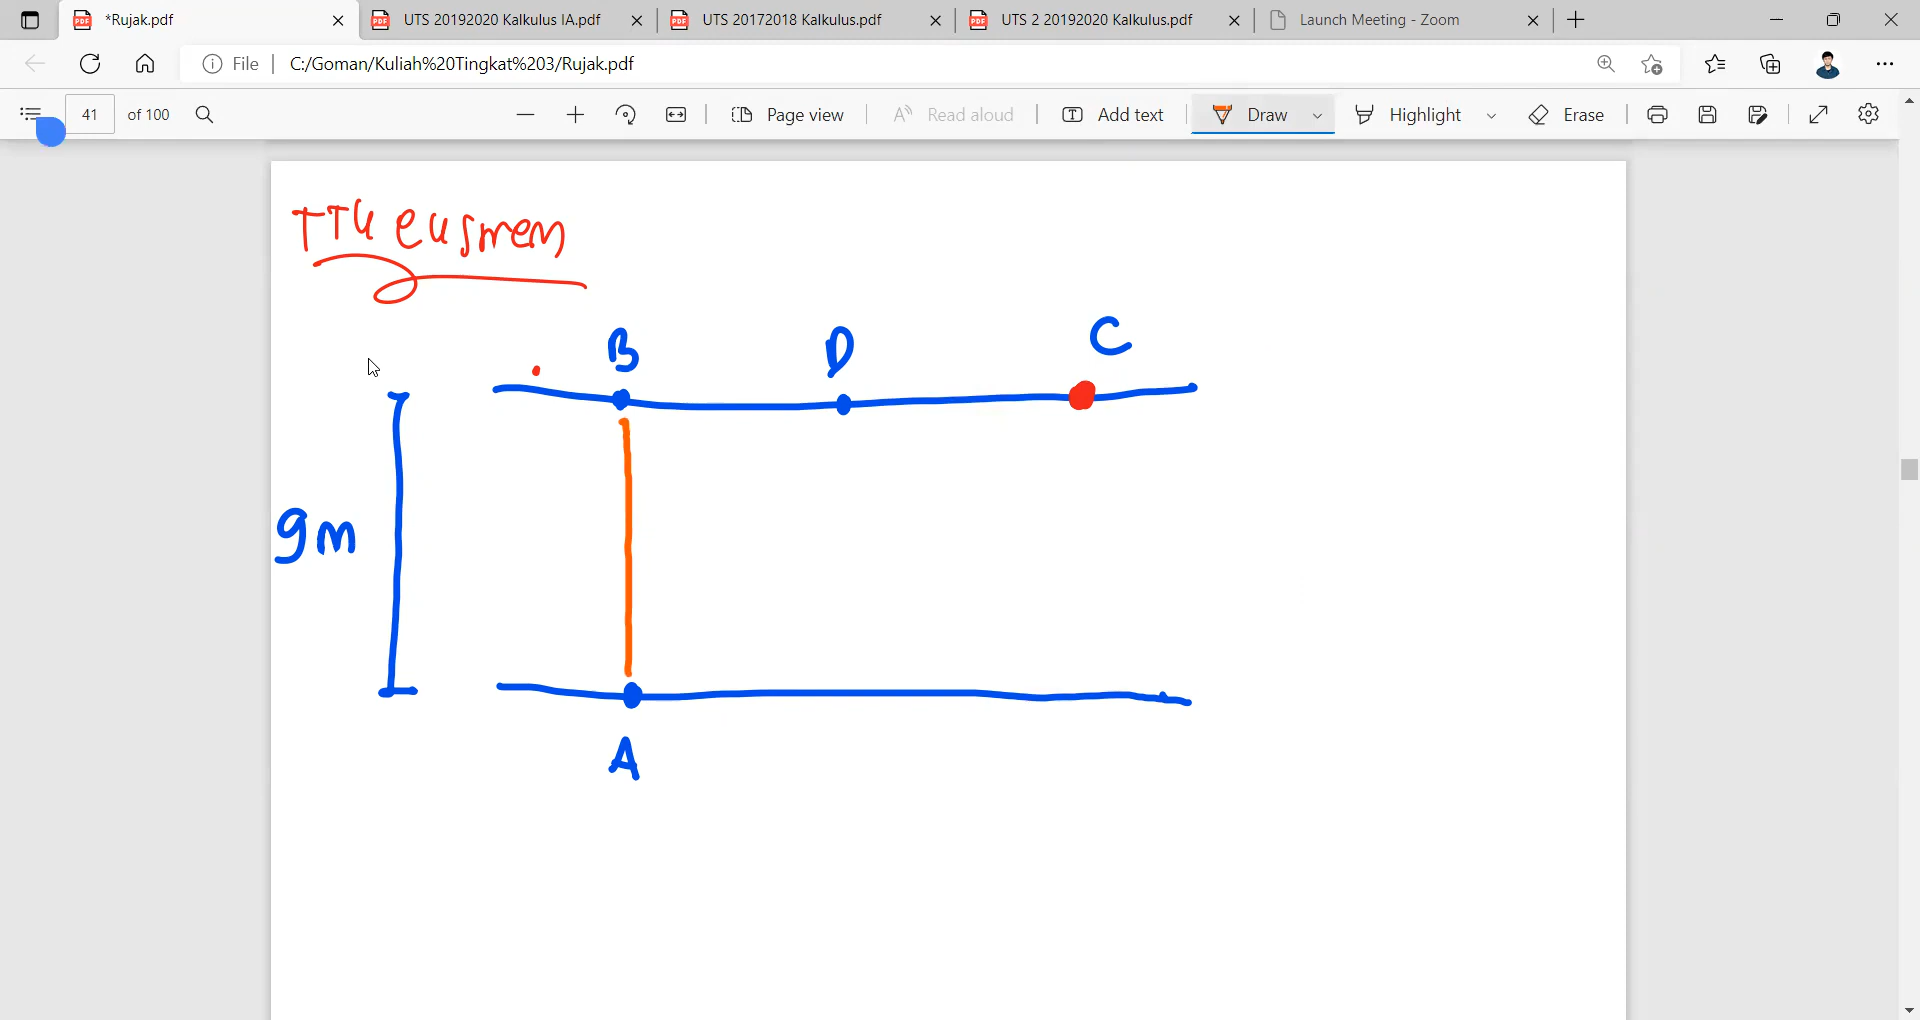 *Rujak.pdf
UTS 20192020 Kalkulus IA.pdf
UTS 20172018 Kalkulus.pdf
UTS 2 20192020 Kalkulus.pdf
Launch Meeting - Zoom
File
C:/Goman/Kuliah%20Tingkat%203/Rujak.pdf
41 of 100
Page view
Read aloud
Add text
Draw
Highlight
Erase
B
D
C
9m
A